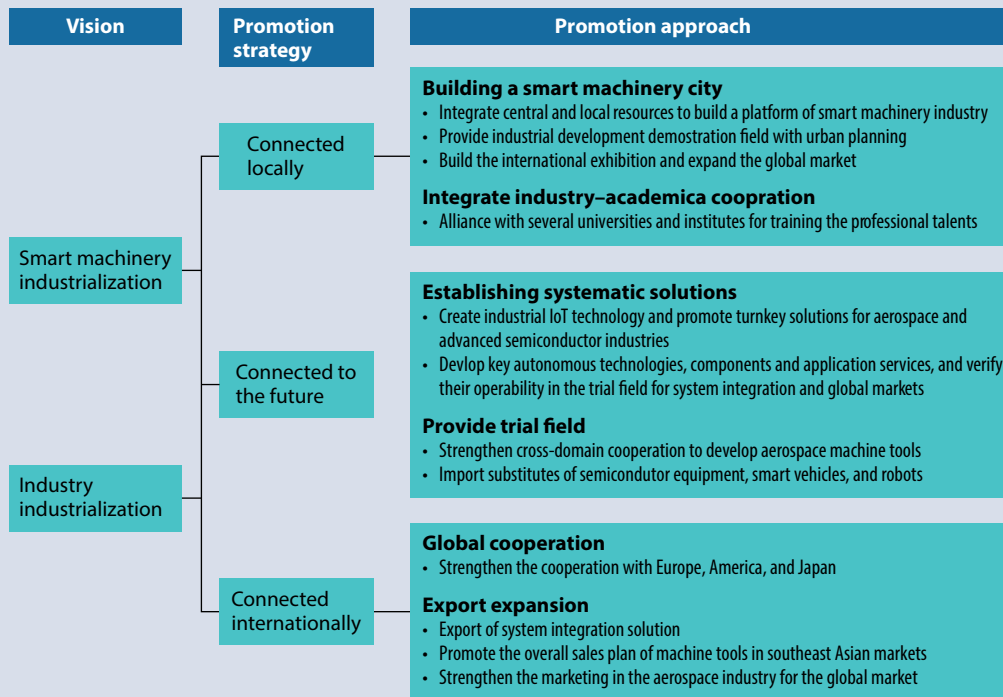 Vision
Promotion
strategy
Promotion approach
Smart machinery
industrialization
Industry
industrialization
Connected
locally
Connected to
the future
Connected
internationally
Building a smart machinery city
• Integrate central and local resources to build a platform of smart machinery industry
• Provide industrial development demostration field with urban planning
• Build the international exhibition and expand the global market
Integrate industry–academica coopration
• Alliance with several universities and institutes for training the professional talents
Establishing systematic solutions
• Create industrial IoT technology and promote turnkey solutions for aerospace and
advanced semiconductor industries
• Devlop key autonomous technologies, components and application services, and verify
their operability in the trial field for system integration and global markets
Provide trial field
• Strengthen cross-domain cooperation to develop aerospace machine tools
• Import substitutes of semicondutor equipment, smart vehicles, and robots
Global cooperation
• Strengthen the cooperation with Europe, America, and Japan
Export expansion
• Export of system integration solution
• Promote the overall sales plan of machine tools in southeast Asian markets
• Strengthen the marketing in the aerospace industry for the global market